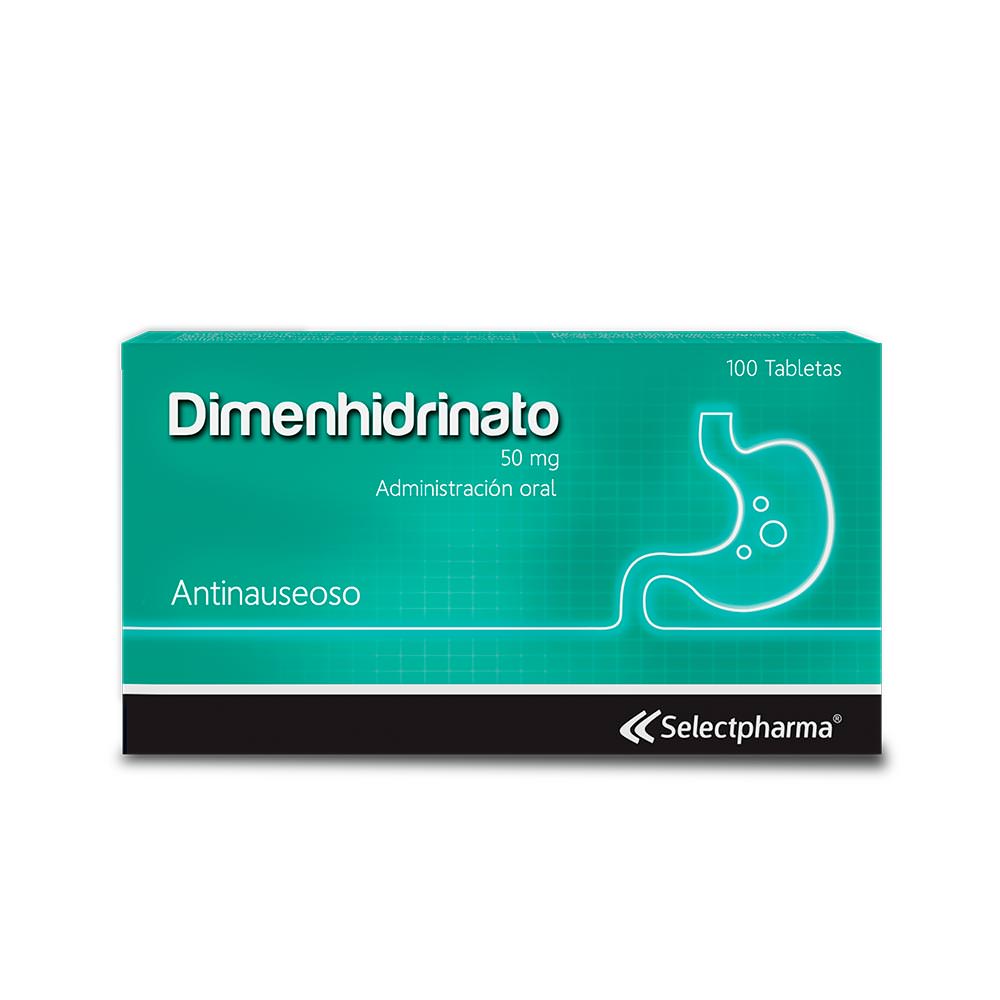 100 Tabletas
Dimenhidrinato
50 mg
Administración oral
Antinauseoso
Selectpharma®